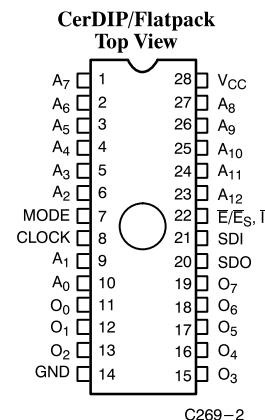 CerDIP/Flatpack
Top View
A7 1 28 VCC
A6 2 27 A8
A5 3 26 A9
A4 4 25 A10
A3 5 24 A11
A2 6 23 A12
MODE 7 22 E̅/E̅S, I̅
CLOCK 8 21 SDI
A1 9 20 SDO
A0 10 19 O7
O0 11 18 O6
O1 12 17 O5
O2 13 16 O4
GND 14 15 O3
C269–2